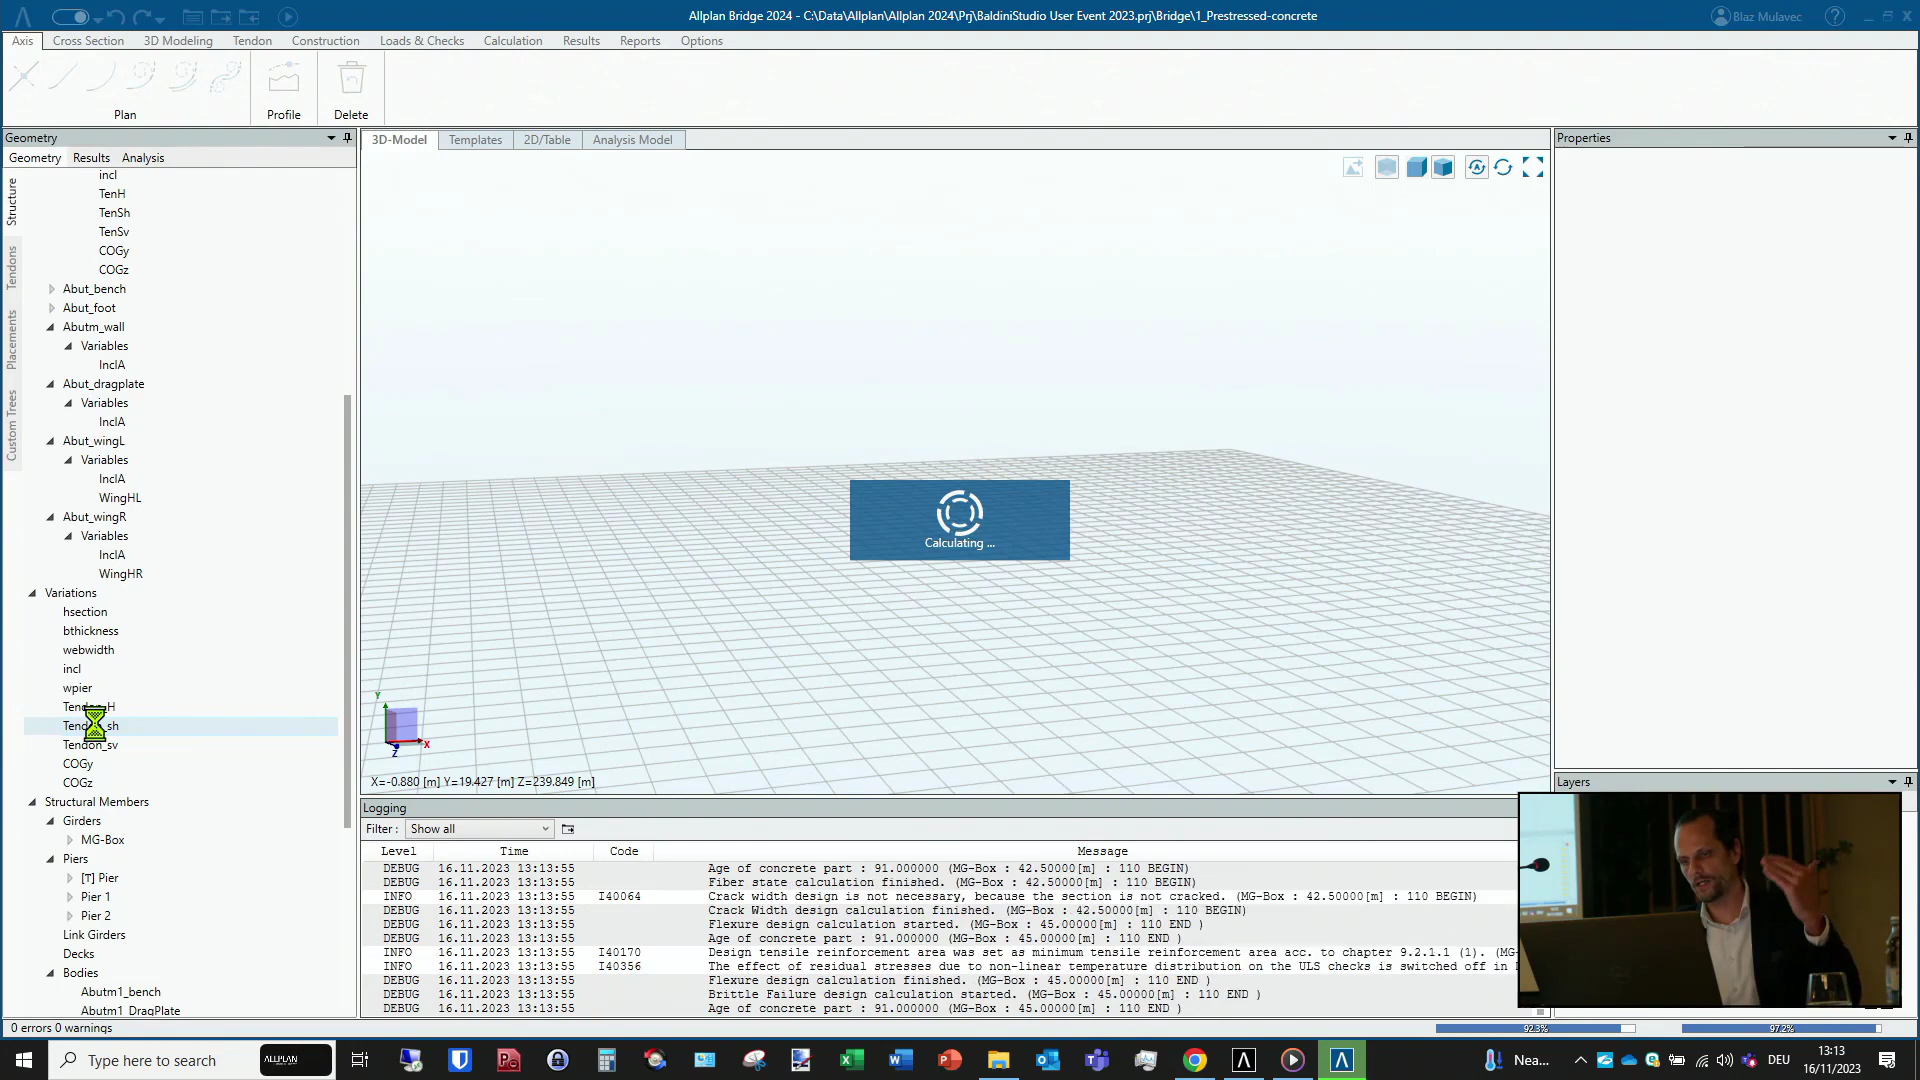 Allplan Bridge 2024 - C:\Data\Allplan\Allplan 2024\Prj\BaldiniStudio User Event 2023.prj\Bridge\1_Prestressed-concrete
Blaz Mulavec
Axis Cross Section 3D Modeling Tendon Construction Loads & Checks Calculation Results Reports Options
Plan Profile Delete
Geometry
Geometry Results Analysis
Structure
Tendons
Placements
Custom Trees
incl
TenH
TenSh
TenSv
COGy
COGz
Abut_bench
Abut_foot
Abutm_wall
Variables
InclA
Abut_dragplate
Variables
InclA
Abut_wingL
Variables
InclA
WingHL
Abut_wingR
Variables
InclA
WingHR
Variations
hsection
bthickness
webwidth
incl
wpier
Tendon_sv
COGy
COGz
Structural Members
Girders
MG-Box
Piers
[T] Pier
Pier 1
Pier 2
Link Girders
Decks
Bodies
Abutm1_bench
Abutm1_DragPlate
3D-Model Templates 2D/Table Analysis Model
Calculating ...
Y
X
Z
X=-0.880 [m] Y=19.427 [m] Z=239.849 [m]
Properties
Layers
Logging
Filter : Show all
Level Time Code Message
DEBUG 16.11.2023 13:13:55 Age of concrete part : 91.000000 (MG-Box : 42.50000[m] : 110 BEGIN)
DEBUG 16.11.2023 13:13:55 Fiber state calculation finished. (MG-Box : 42.50000[m] : 110 BEGIN)
INFO 16.11.2023 13:13:55 I40064 Crack width design is not necessary, because the section is not cracked. (MG-Box : 42.50000[m] : 110 BEGIN)
DEBUG 16.11.2023 13:13:55 Crack Width design calculation finished. (MG-Box : 42.50000[m] : 110 BEGIN)
DEBUG 16.11.2023 13:13:55 Flexure design calculation started. (MG-Box : 45.00000[m] : 110 END )
DEBUG 16.11.2023 13:13:55 Age of concrete part : 91.000000 (MG-Box : 45.00000[m] : 110 END )
INFO 16.11.2023 13:13:55 I40170 Design tensile reinforcement area was set as minimum tensile reinforcement area acc. to chapter 9.2.1.1 (1). (M
INFO 16.11.2023 13:13:55 I40356 The effect of residual stresses due to non-linear temperature distribution on the ULS checks is switched off in
DEBUG 16.11.2023 13:13:55 Flexure design calculation finished. (MG-Box : 45.00000[m] : 110 END )
DEBUG 16.11.2023 13:13:55 Brittle Failure design calculation started. (MG-Box : 45.00000[m] : 110 END )
DEBUG 16.11.2023 13:13:55 Age of concrete part : 91.000000 (MG-Box : 45.00000[m] : 110 END )
0 errors 0 warnings
92.3% 97.2%
Type here to search
ALLPLAN
Nea...
DEU
13:13
16/11/2023